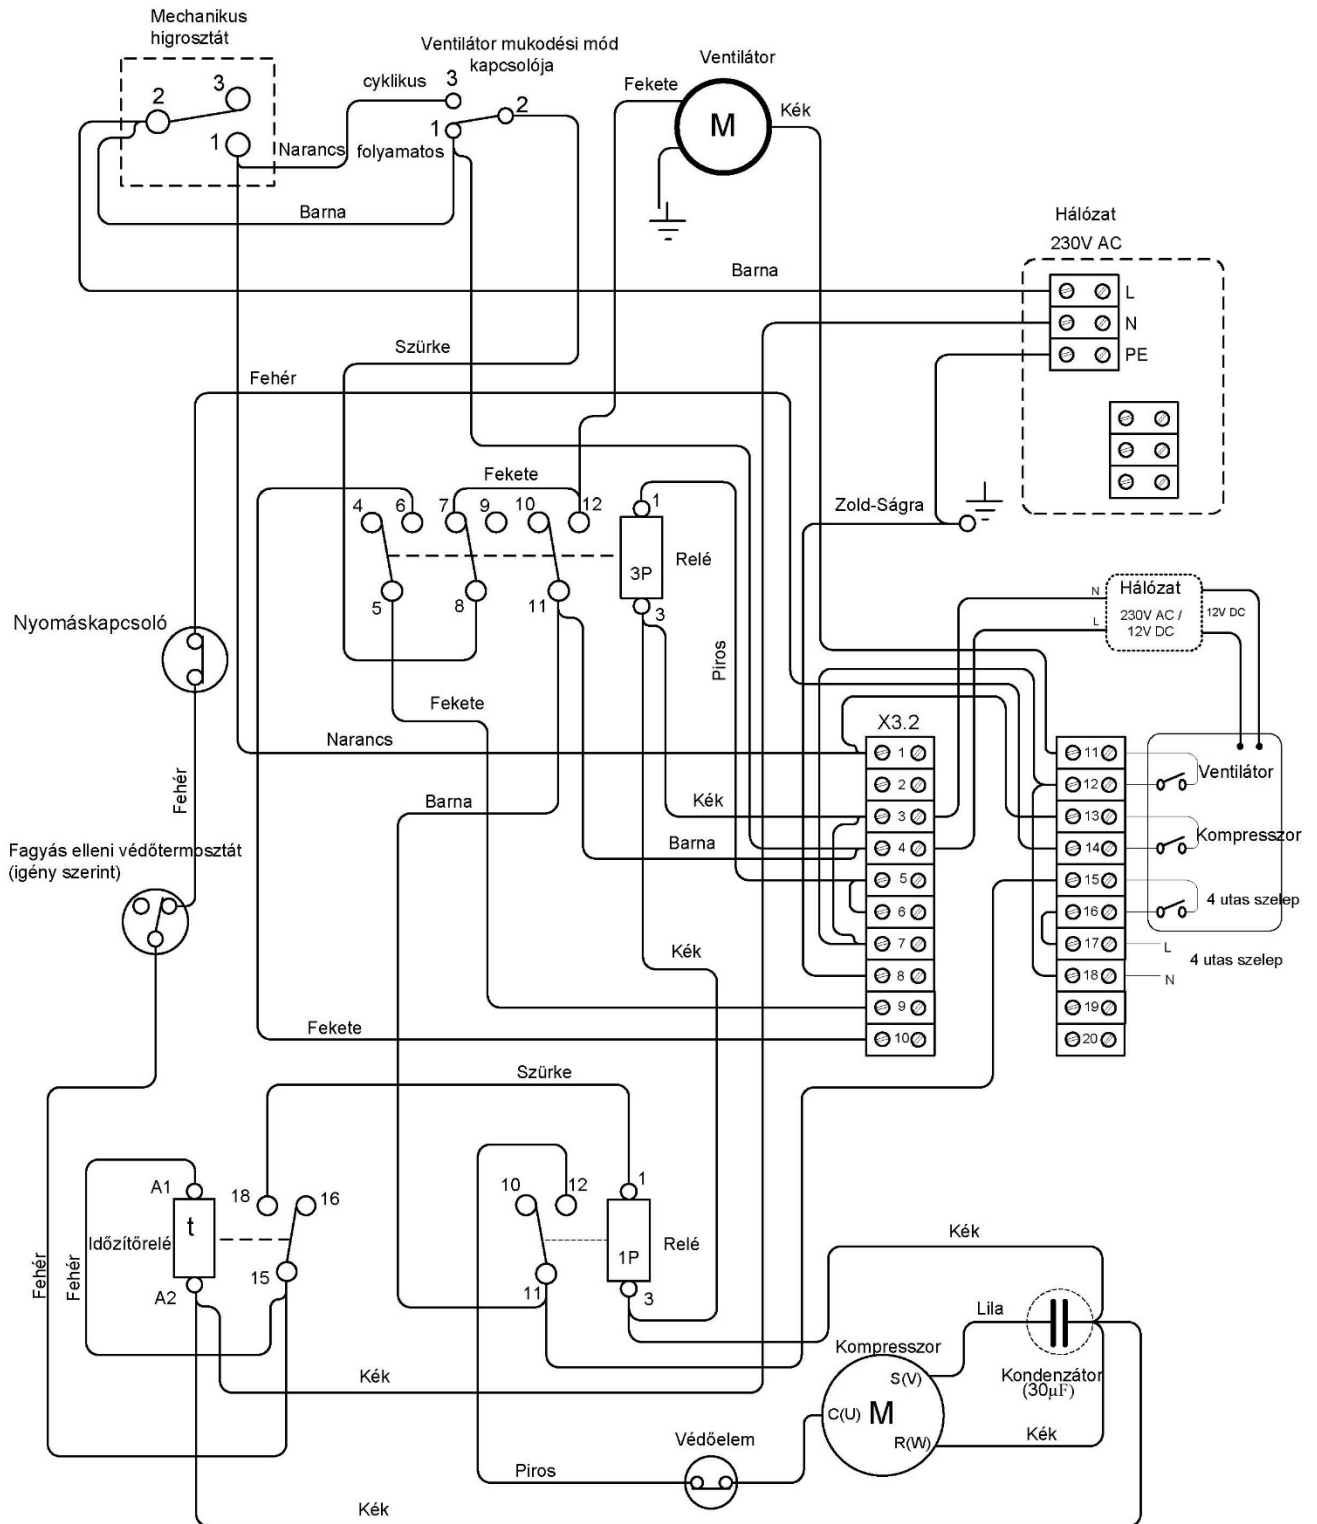 Mechanikus
higrosztát
Ventilátor mukodési mód
kapcsolója
Ventilátor
cyklikus
3
Fekete
2
3
2
M
Kék
1
1
Narancs
folyamatos
Barna
Hálózat
230V AC
Barna
L
N
PE
Szürke
Fehér
Fekete
4
6
7
9
10
12
1
Zold-Ságra
Relé
3P
5
8
11
3
Nyomáskapcsoló
N
L
Hálózat
230V AC /
12V DC
12V DC
Piros
Fekete
X3.2
Narancs
1
11
Ventilátor
2
12
Fehér
Barna
Kék
3
13
Barna
4
14
Kompresszor
Fagyás elleni védőtermosztát
(igény szerint)
5
15
6
16
4 utas szelep
Kék
7
17
L
4 utas szelep
8
18
N
9
19
Fekete
10
20
Szürke
A1
18
16
10
12
1
t
Időzítőrelé
Relé
1P
Fehér
Fehér
15
A2
11
3
Kék
Lila
Kompresszor
Kondenzátor
(30µF)
S(V)
Kék
C(U)
M
R(W)
Kék
Védőelem
Piros
Kék